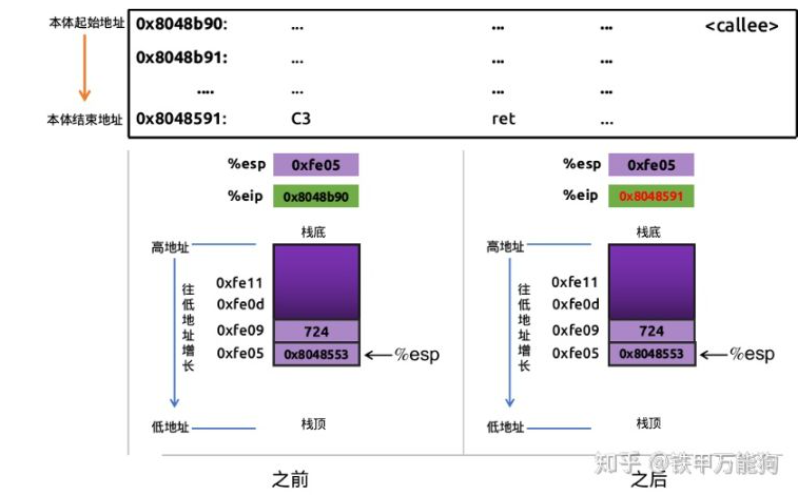 本体起始地址
0x8048b90: ... ... ... <callee>
0x8048b91: ... ... ...
.... ... ... ...
本体结束地址
0x8048591: C3 ret ...
%esp 0xfe05
%eip 0x8048b90
栈底
高地址
往低地址增长
0xfe11
0xfe0d
0xfe09 724
0xfe05 0x8048553 ←%esp
低地址
栈顶
之前
%esp 0xfe05
%eip 0x8048591
栈底
高地址
往低地址增长
0xfe11
0xfe0d
0xfe09 724
0xfe05 0x8048553 ←%esp
低地址
栈顶
之后
知乎 @铁甲万能狗